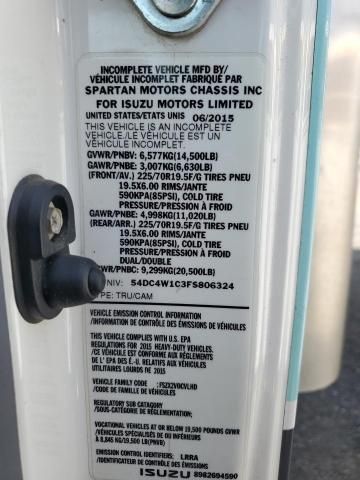 INCOMPLETE VEHICLE MFD BY/
VÉHICULE INCOMPLET FABRIQUÉ PAR
SPARTAN MOTORS CHASSIS INC
FOR ISUZU MOTORS LIMITED
UNITED STATES/ETATS UNIS 06/2015
THIS VEHICLE IS AN INCOMPLETE
VEHICLE./LE VÉHICULE EST UN VÉHICULE
INCOMPLET.
GVWR/PNBV: 6,577KG(14,500LB)
GAWR/PNBE: 3,007KG(6,630LB)
(FRONT/AV.) 225/70R19.5F/G TIRES PNEU
19.5X6.00 RIMS/JANTE
590KPA(85PSI), COLD TIRE
PRESSURE/PRESSION A FROID
GAWR/PNBE: 4,998KG(11,020LB)
(REAR/ARR.) 225/70R19.5F/G TIRES PNEU
19.5X6.00 RIMS/JANTE
590KPA(85PSI), COLD TIRE
PRESSURE/PRESSION A FROID
DUAL/DOUBLE
/PNBC: 9,299KG(20,500LB)
NIV: 54DC4W1C3FS806324
TYPE: TRU/CAM
VEHICLE EMISSION CONTROL INFORMATION
/INFORMATION DE CONTRÔLE DES ÉMISSIONS DE VÉHICULES
THIS VEHICLE COMPLIES WITH U.S. EPA
REGULATIONS FOR 2015 HEAVY-DUTY VEHICLES.
/CE VÉHICULE EST CONFORME AUX RÈGLEMENTS
DE L' EPA DES É.-U. RELATIFS AUX VÉHICULES
UTILITAIRES LOURDS DE 2015
VEHICLE FAMILY CODE : FSZX2VOCVLHD
/CODE DE FAMILLE DE VÉHICULES
REGULATORY SUB CATAQORY :
/SOUS-CATÉGORIE DE RÉGLEMENTATION;
VOCATIONAL VEHICLES AT OR BELOW 19,500 POUNDS GVWR
/VÉHICULES SPÉCIALISÉS DE OU INFÉRIEURS
À 8,845 KG/19,500 LB(PNVB)
EMISSION CONTROL IDENTIFIERS: LRRA
/IDENTIFICATEUR DE CONTRÔLE DES ÉMISSIONS
ISUZU 8982694590